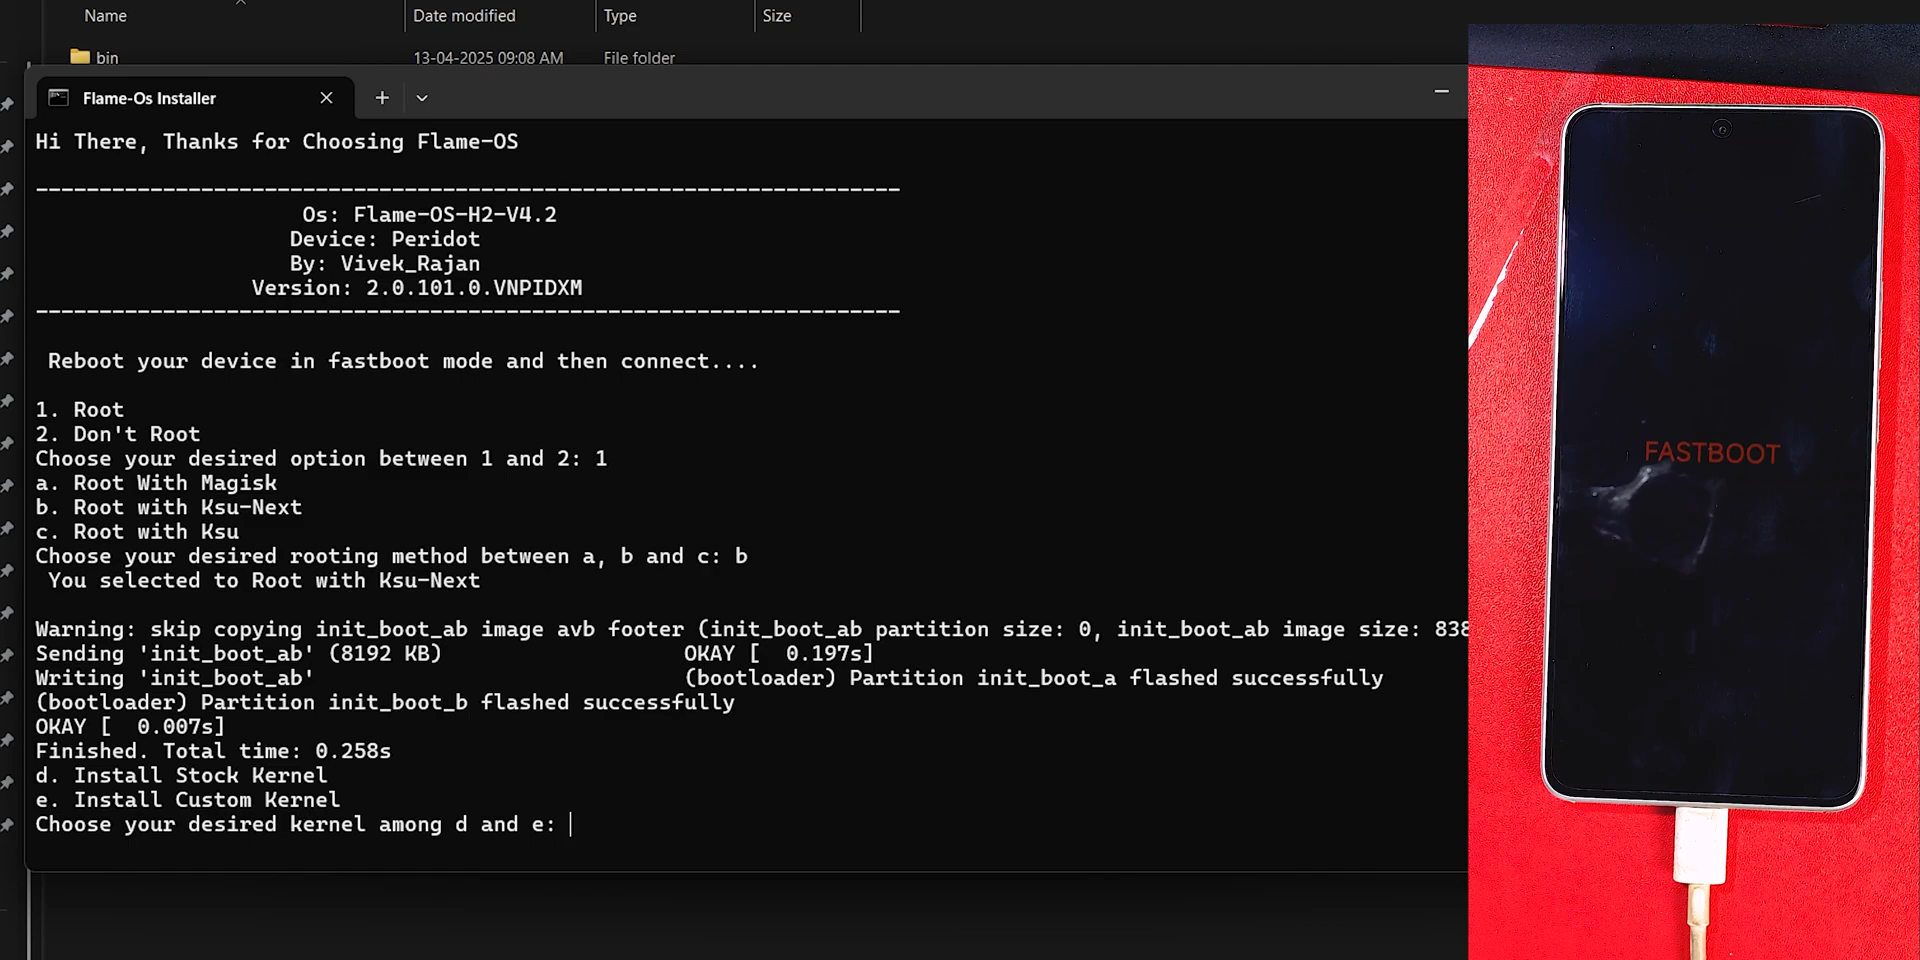 Name Date modified Type Size
bin 13-04-2025 09:08 AM File folder
Flame-Os Installer
Hi There, Thanks for Choosing Flame-OS
--------------------------------------------------------------------
Os: Flame-OS-H2-V4.2
Device: Peridot
By: Vivek_Rajan
Version: 2.0.101.0.VNPIDXM
--------------------------------------------------------------------
Reboot your device in fastboot mode and then connect....
1. Root
2. Don't Root
Choose your desired option between 1 and 2: 1
a. Root With Magisk
b. Root with Ksu-Next
c. Root with Ksu
Choose your desired rooting method between a, b and c: b
You selected to Root with Ksu-Next
Warning: skip copying init_boot_ab image avb footer (init_boot_ab partition size: 0, init_boot_ab image size: 838
Sending 'init_boot_ab' (8192 KB) OKAY [  0.197s]
Writing 'init_boot_ab' (bootloader) Partition init_boot_a flashed successfully
(bootloader) Partition init_boot_b flashed successfully
OKAY [  0.007s]
Finished. Total time: 0.258s
d. Install Stock Kernel
e. Install Custom Kernel
Choose your desired kernel among d and e:
FASTBOOT